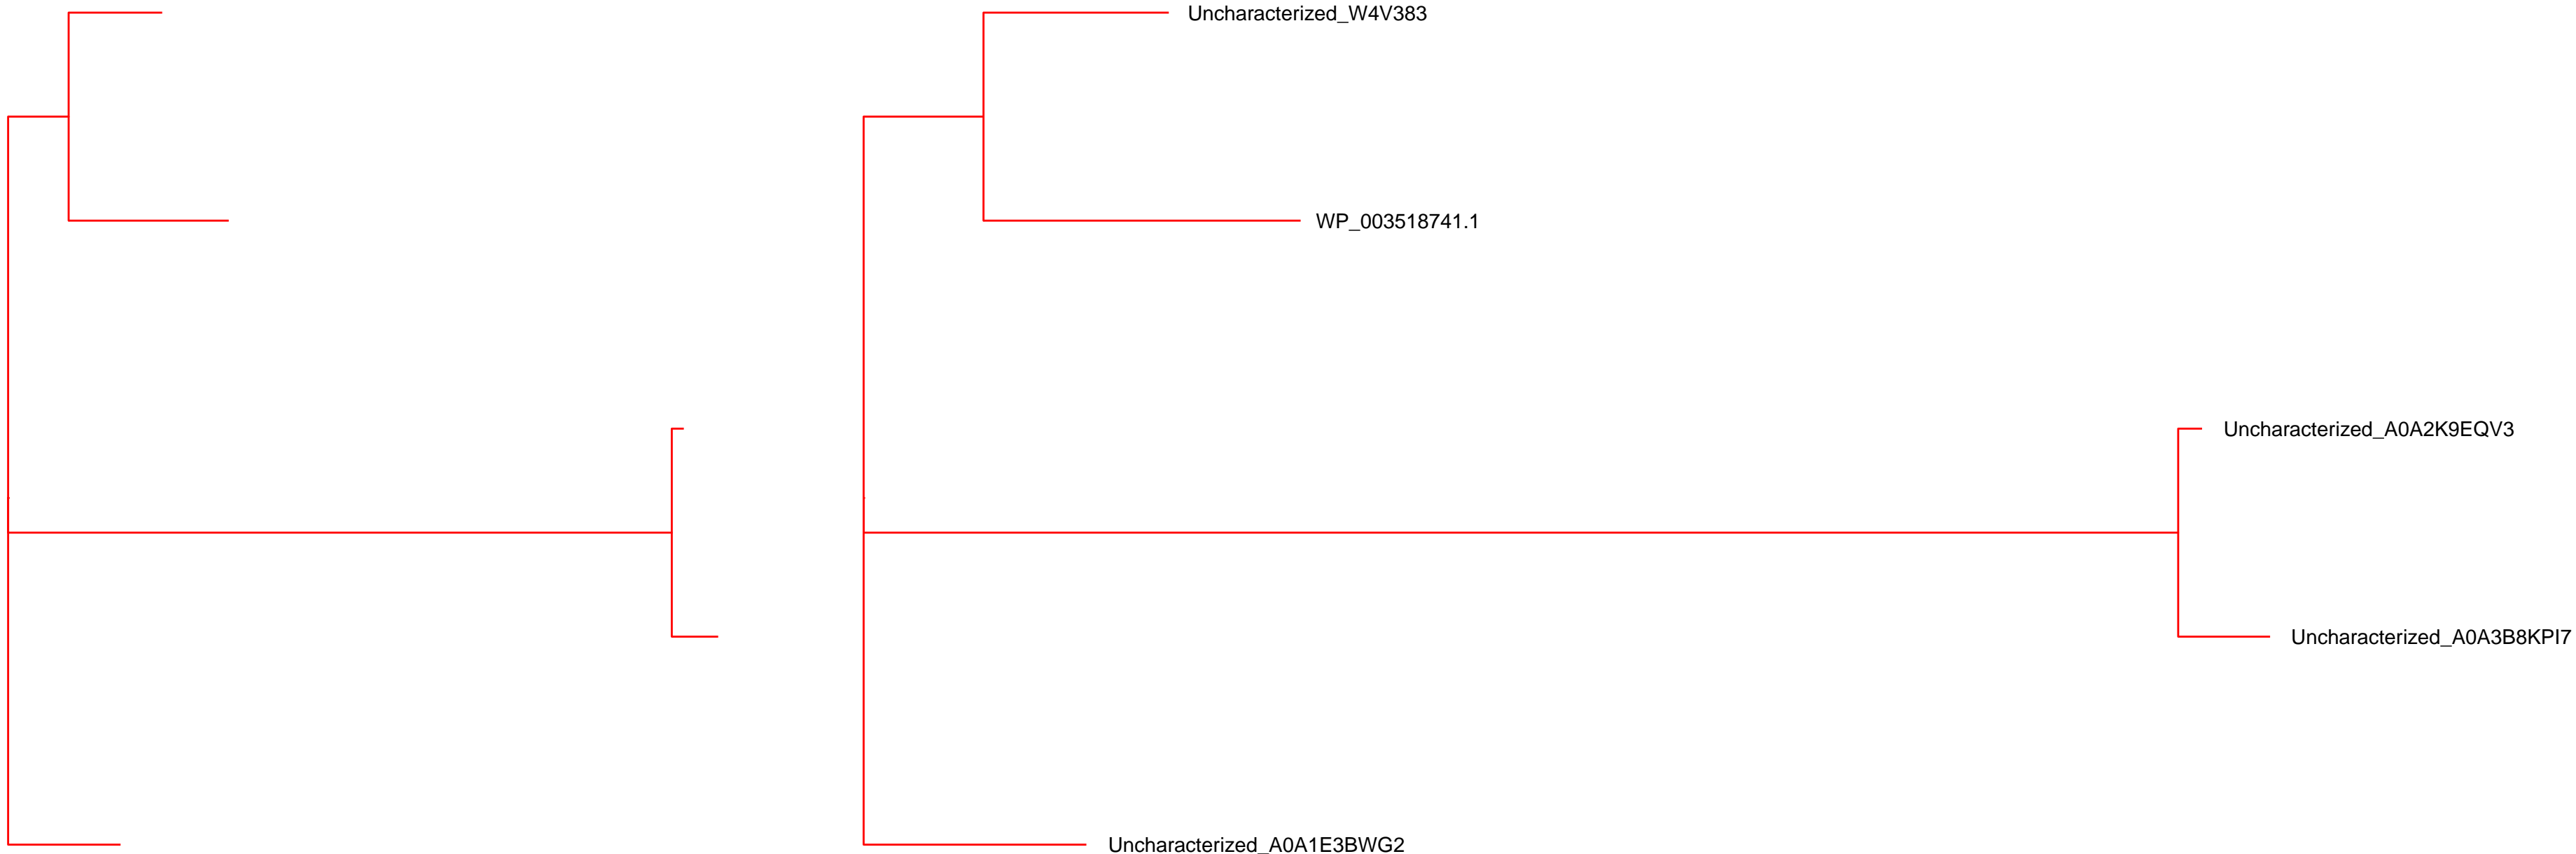 Uncharacterized_W4V383
WP_003518741.1
Uncharacterized_A0A2K9EQV3
Uncharacterized_A0A3B8KPI7
Uncharacterized_A0A1E3BWG2